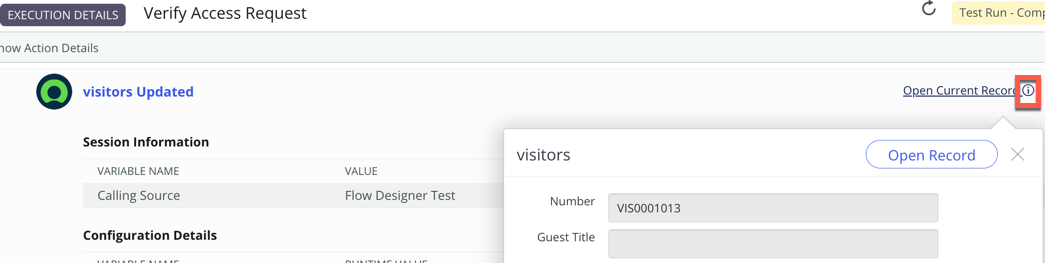 EXECUTION DETAILS Verify Access Request Test Run - Comp
how Action Details
visitors Updated Open Current Record
Session Information
visitors Open Record
VARIABLE NAME VALUE
Calling Source Flow Designer Test
Number VIS0001013
Configuration Details
Guest Title
VARIABLE NAME RUNTIME VALUE